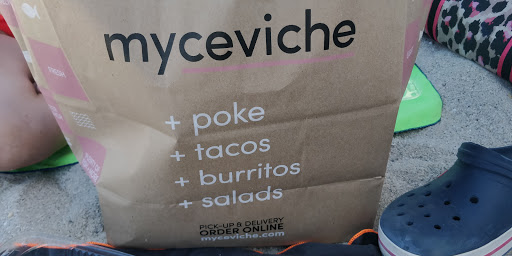 myceviche
+ poke
+ tacos
+ burritos
+ salads
PICK-UP & DELIVERY
ORDER ONLINE
myceviche.com